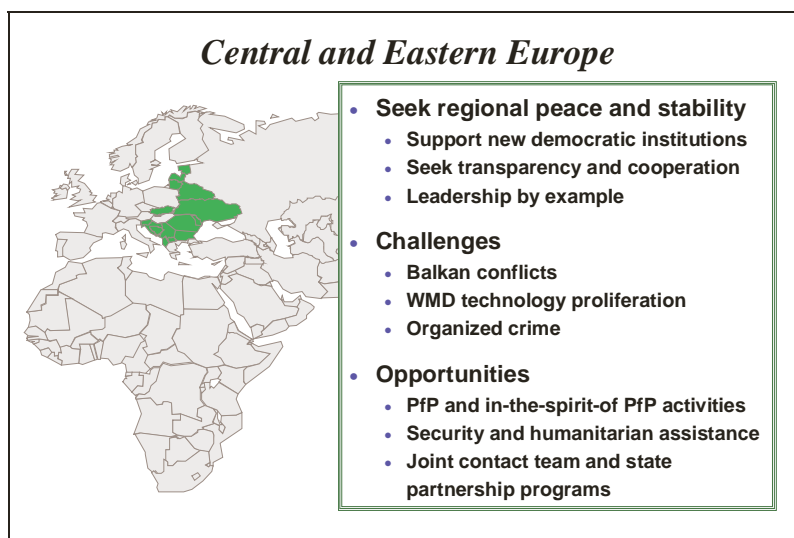 Central and Eastern Europe
• Seek regional peace and stability
• Support new democratic institutions
• Seek transparency and cooperation
• Leadership by example
• Challenges
• Balkan conflicts
• WMD technology proliferation
• Organized crime
• Opportunities
• PfP and in-the-spirit-of PfP activities
• Security and humanitarian assistance
• Joint contact team and state
partnership programs